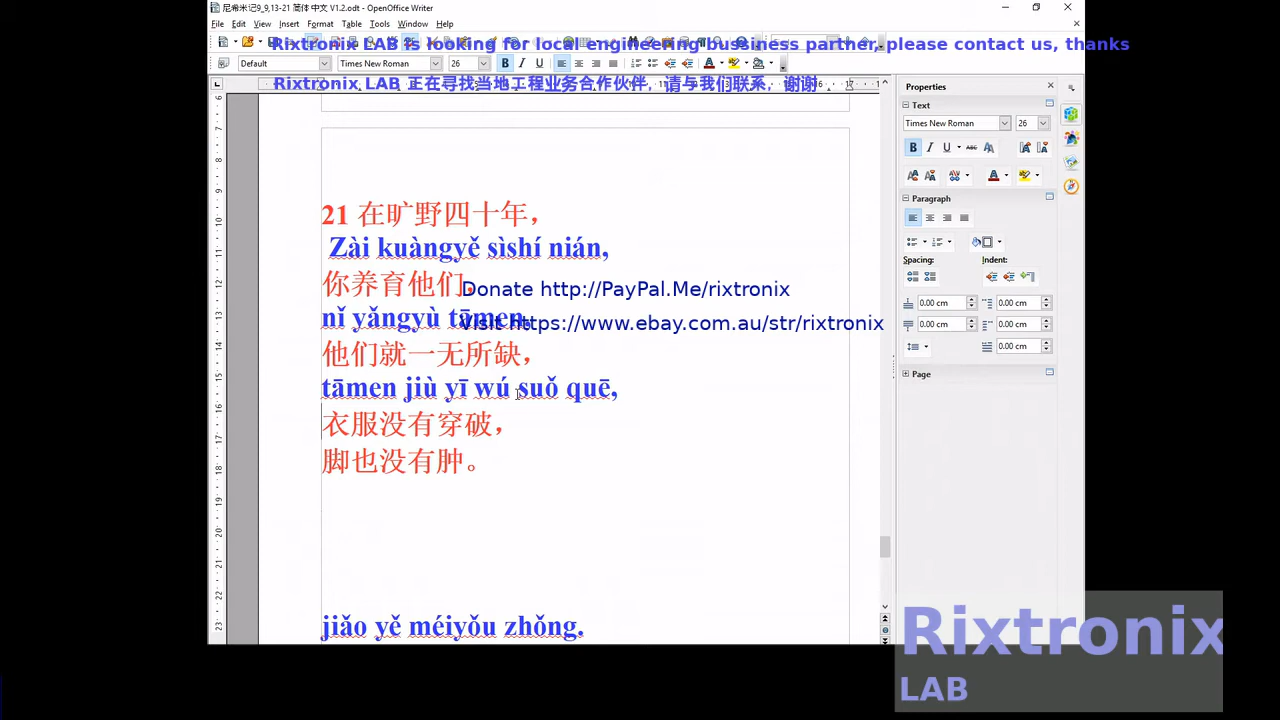 尼希米记9_9,13-21 简体 中文 V1.2.odt - OpenOffice Writer
File Edit View Insert Format Table Tools Window Help
Rixtronix LAB is looking for local engineering bussiness partner, please contact us, thanks
Default Times New Roman 26
Rixtronix LAB 正在寻找当地工程业务合作伙伴，请与我们联系，谢谢
Properties
Text
Times New Roman 26
Paragraph
Spacing: Indent:
0.00 cm 0.00 cm
0.00 cm 0.00 cm
0.00 cm
Page
21 在旷野四十年，
Zài kuàngyě sìshí nián,
你养育他们，
Donate http://PayPal.Me/rixtronix
nǐ yǎngyù tāmen,
Visit https://www.ebay.com.au/str/rixtronix
他们就一无所缺，
tāmen jiù yī wú suǒ quē,
衣服没有穿破，
脚也没有肿。
jiǎo yě méiyǒu zhǒng.
Rixtronix
LAB